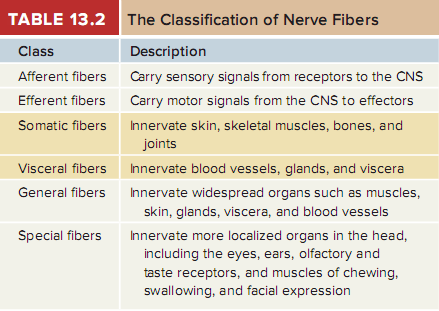 TABLE 13.2 The Classification of Nerve Fibers
Class Description
Afferent fibers Carry sensory signals from receptors to the CNS
Efferent fibers Carry motor signals from the CNS to effectors
Somatic fibers Innervate skin, skeletal muscles, bones, and
joints
Visceral fibers Innervate blood vessels, glands, and viscera
General fibers Innervate widespread organs such as muscles,
skin, glands, viscera, and blood vessels
Special fibers Innervate more localized organs in the head,
including the eyes, ears, olfactory and
taste receptors, and muscles of chewing,
swallowing, and facial expression